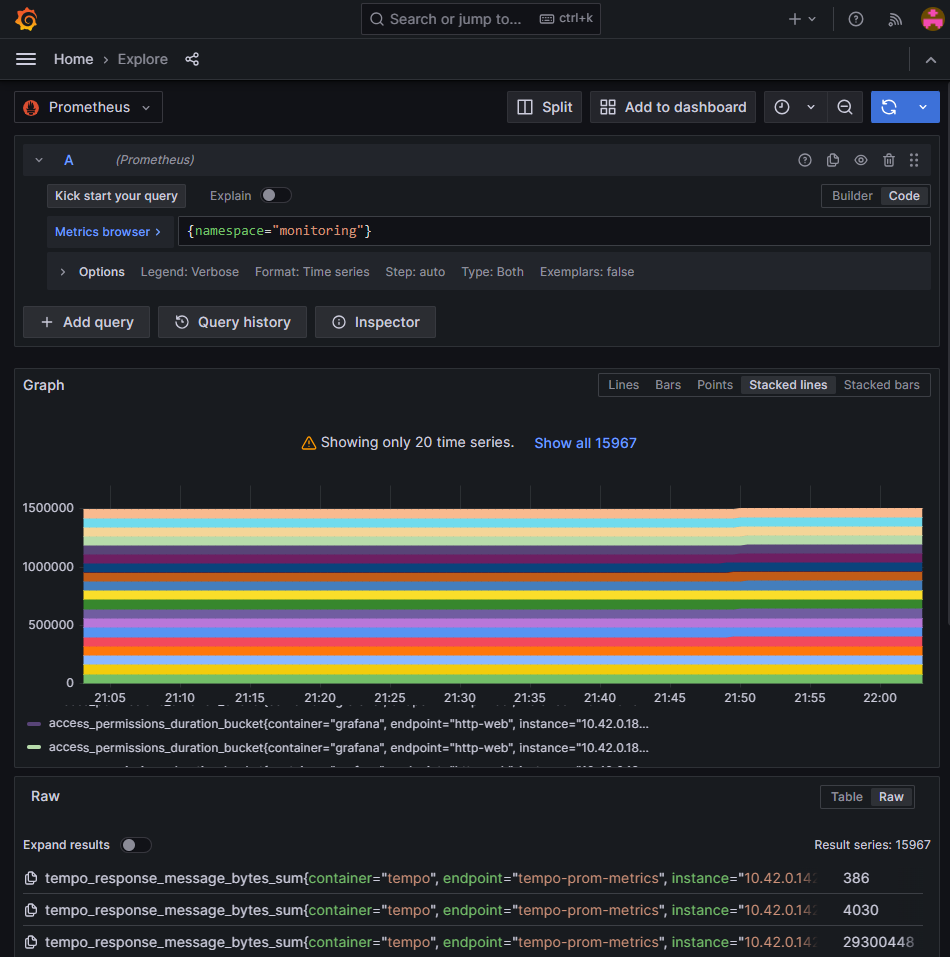 Search or jump to... ctrl+k
Home › Explore
Prometheus Split Add to dashboard
A (Prometheus)
Kick start your query Explain Builder Code
Metrics browser > {namespace="monitoring"}
Options Legend: Verbose Format: Time series Step: auto Type: Both Exemplars: false
+ Add query Query history Inspector
Graph Lines Bars Points Stacked lines Stacked bars
Showing only 20 time series. Show all 15967
1500000
1000000
500000
0
21:05 21:10 21:15 21:20 21:25 21:30 21:35 21:40 21:45 21:50 21:55 22:00
access_permissions_duration_bucket{container="grafana", endpoint="http-web", instance="10.42.0.18...
access_permissions_duration_bucket{container="grafana", endpoint="http-web", instance="10.42.0.18...
Raw Table Raw
Expand results Result series: 15967
tempo_response_message_bytes_sum{container="tempo", endpoint="tempo-prom-metrics", instance="10.42.0.142 386
tempo_response_message_bytes_sum{container="tempo", endpoint="tempo-prom-metrics", instance="10.42.0.142 4030
tempo_response_message_bytes_sum{container="tempo", endpoint="tempo-prom-metrics", instance="10.42.0.142 29300448